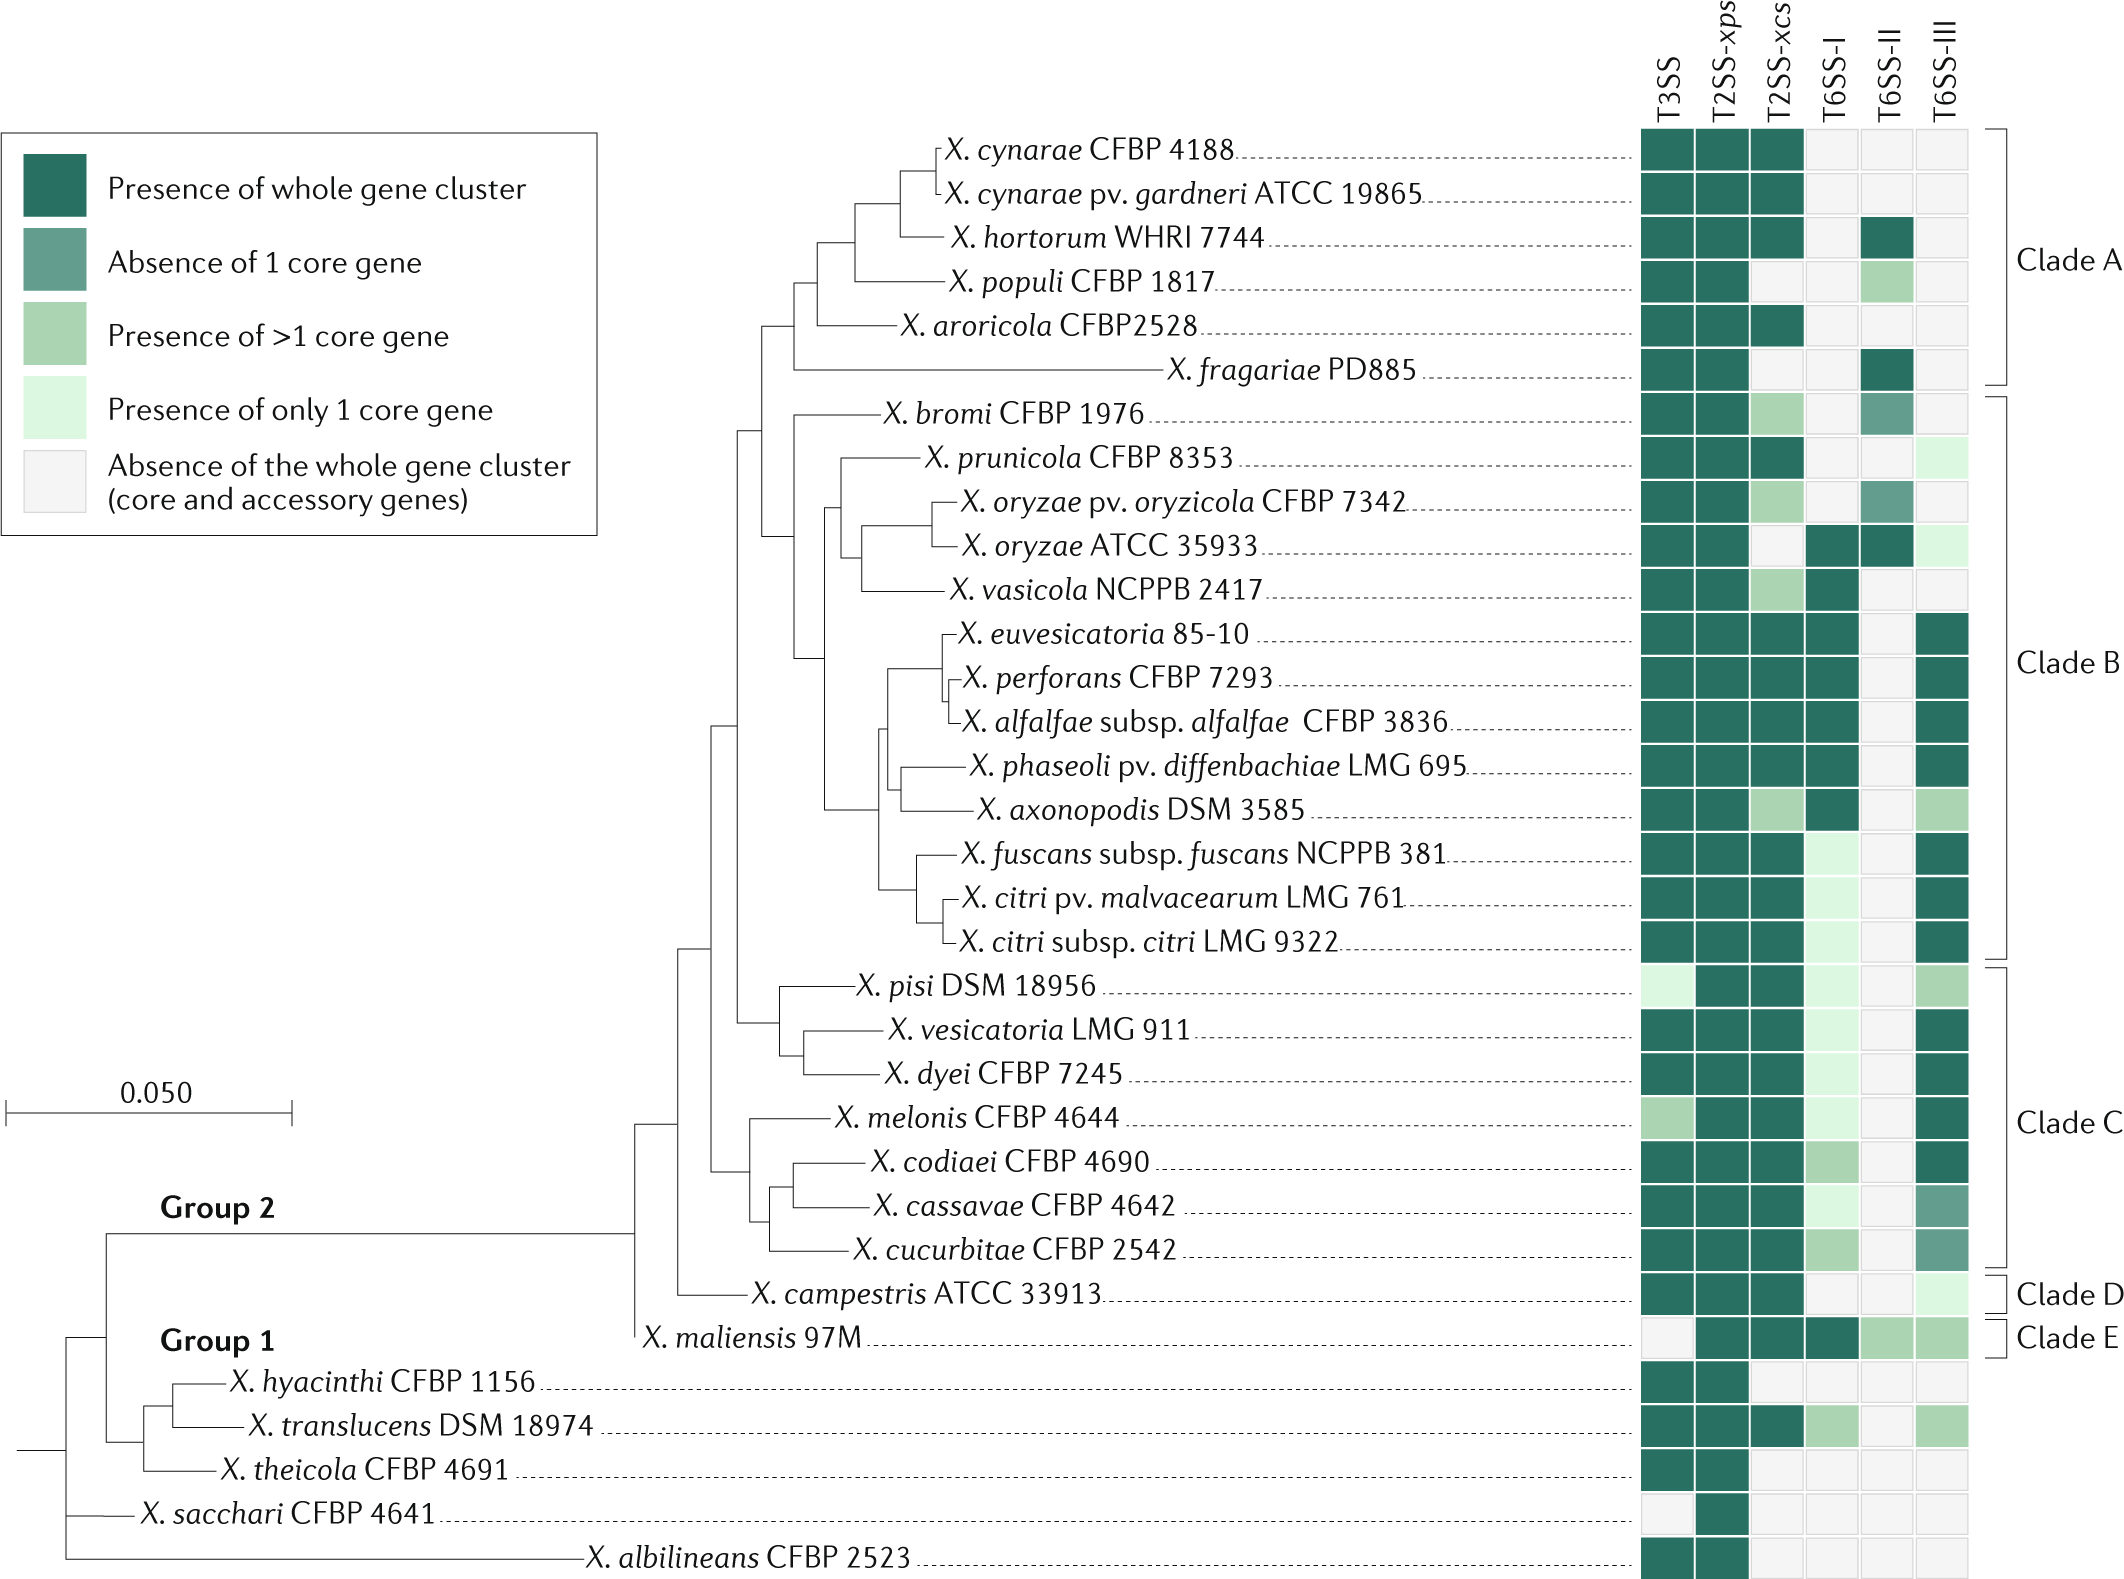 T3SS
T2SS-xps
T2SS-xcs
T6SS-I
T6SS-II
T6SS-III
Presence of whole gene cluster
Absence of 1 core gene
Presence of >1 core gene
Presence of only 1 core gene
Absence of the whole gene cluster
(core and accessory genes)
X. cynarae CFBP 4188
X. cynarae pv. gardneri ATCC 19865
X. hortorum WHRI 7744
X. populi CFBP 1817
X. aroricola CFBP2528
X. fragariae PD885
Clade A
X. bromi CFBP 1976
X. prunicola CFBP 8353
X. oryzae pv. oryzicola CFBP 7342
X. oryzae ATCC 35933
X. vasicola NCPPB 2417
X. euvesicatoria 85-10
X. perforans CFBP 7293
X. alfalfae subsp. alfalfae CFBP 3836
X. phaseoli pv. diffenbachiae LMG 695
X. axonopodis DSM 3585
X. fuscans subsp. fuscans NCPPB 381
X. citri pv. malvacearum LMG 761
X. citri subsp. citri LMG 9322
Clade B
X. pisi DSM 18956
X. vesicatoria LMG 911
X. dyei CFBP 7245
X. melonis CFBP 4644
X. codiaei CFBP 4690
X. cassavae CFBP 4642
X. cucurbitae CFBP 2542
Clade C
X. campestris ATCC 33913
Clade D
X. maliensis 97M
Clade E
0.050
Group 2
Group 1
X. hyacinthi CFBP 1156
X. translucens DSM 18974
X. theicola CFBP 4691
X. sacchari CFBP 4641
X. albilineans CFBP 2523